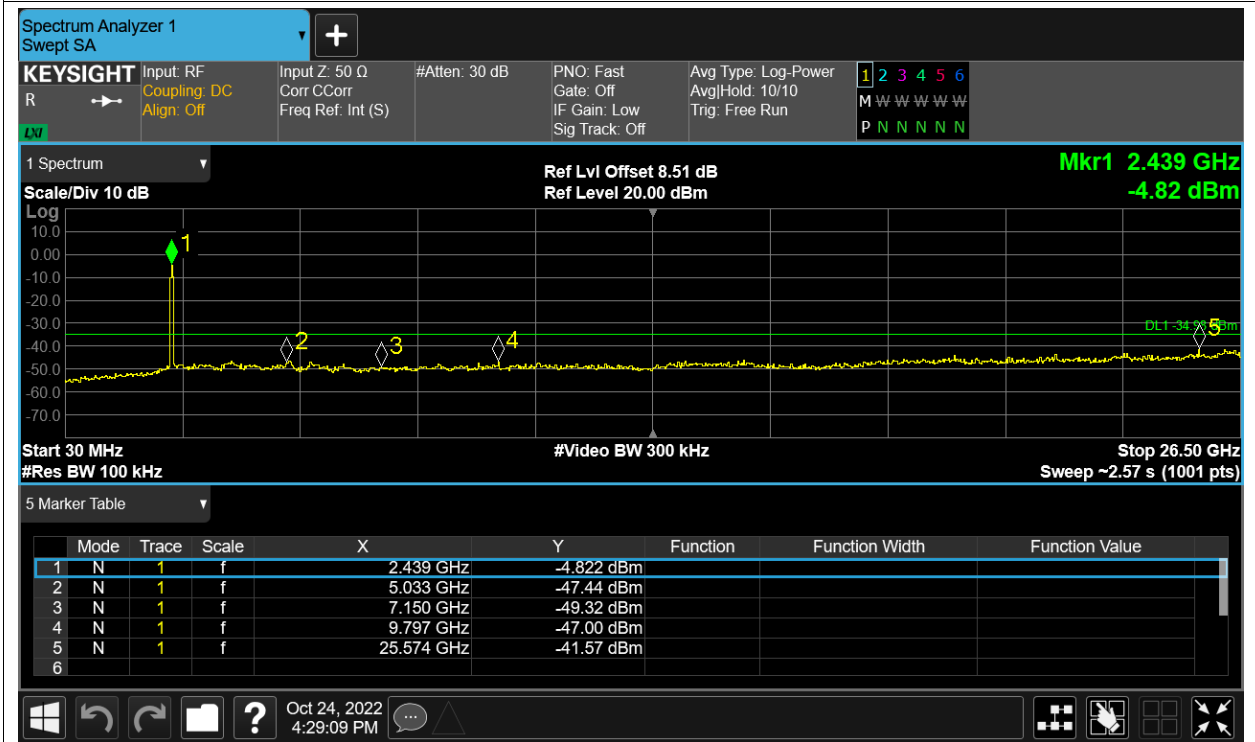 Spectrum Analyzer 1
Swept SA
+
KEYSIGHT
R
LXI
Input: RF
Coupling: DC
Align: Off
Input Z: 50 Ω
Corr CCorr
Freq Ref: Int (S)
#Atten: 30 dB
PNO: Fast
Gate: Off
IF Gain: Low
Sig Track: Off
Avg Type: Log-Power
Avg|Hold: 10/10
Trig: Free Run
1 2 3 4 5 6
M W W W W W
P N N N N N
1 Spectrum
Scale/Div 10 dB
Ref Lvl Offset 8.51 dB
Ref Level 20.00 dBm
Mkr1 2.439 GHz
-4.82 dBm
Log
10.0
0.00
-10.0
-20.0
-30.0
-40.0
-50.0
-60.0
-70.0
1
2
3
4
5
Start 30 MHz
#Res BW 100 kHz
#Video BW 300 kHz
Stop 26.50 GHz
Sweep ~2.57 s (1001 pts)
5 Marker Table
Mode Trace Scale X Y Function Function Width Function Value
1 N 1 f 2.439 GHz -4.822 dBm
2 N 1 f 5.033 GHz -47.44 dBm
3 N 1 f 7.150 GHz -49.32 dBm
4 N 1 f 9.797 GHz -47.00 dBm
5 N 1 f 25.574 GHz -41.57 dBm
6
?
Oct 24, 2022
4:29:09 PM